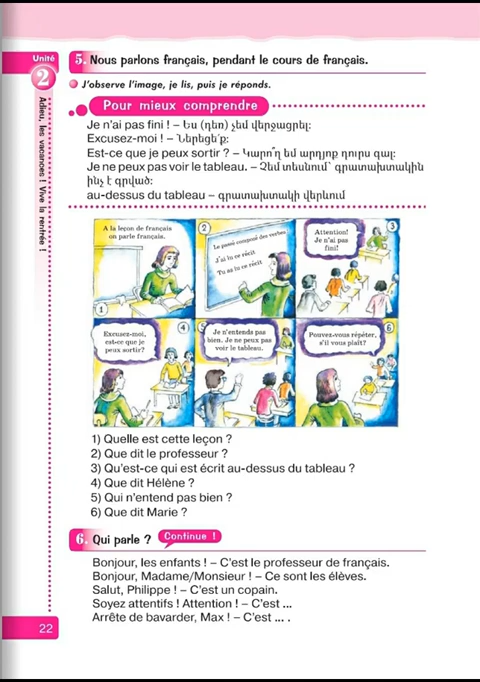 Unité
2
Adieu, les vacances ! Vive la rentrée !
5. Nous parlons français, pendant le cours de français.
J'observe l'image, je lis, puis je réponds.
Pour mieux comprendre
Je n'ai pas fini ! – Ես (դեռ) չեմ վերջացրել:
Excusez-moi ! – Ներեցե՛ք:
Est-ce que je peux sortir ? – Կարո՞ղ եմ արդյոք դուրս գալ:
Je ne peux pas voir le tableau. – Չեմ տեսնում՝ գրատախտակին
ինչ է գրված:
au-dessus du tableau – գրատախտակի վերևում
A la leçon de français
on parle français.
1
2
Le passé composé des verbes
J'ai lu ce récit
Tu as lu ce récit
3
Attention!
Je n'ai pas
fini!
4
Excusez-moi,
est-ce que je
peux sortir?
5
Je n'entends pas
bien. Je ne peux pas
voir le tableau.
6
Pouvez-vous répéter,
s'il vous plaît?
1) Quelle est cette leçon ?
2) Que dit le professeur ?
3) Qu'est-ce qui est écrit au-dessus du tableau ?
4) Que dit Hélène ?
5) Qui n'entend pas bien ?
6) Que dit Marie ?
6. Qui parle ? Continue !
Bonjour, les enfants ! – C'est le professeur de français.
Bonjour, Madame/Monsieur ! – Ce sont les élèves.
Salut, Philippe ! – C'est un copain.
Soyez attentifs ! Attention ! – C'est ...
Arrête de bavarder, Max ! – C'est ... .
22